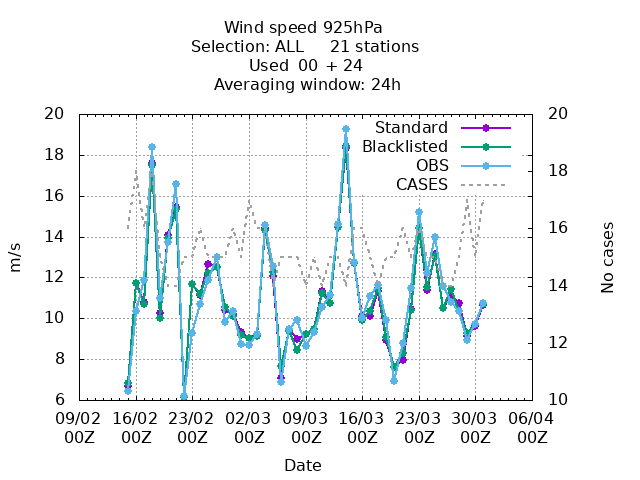 Wind speed 925hPa
Selection: ALL 21 stations
Used 00 + 24
Averaging window: 24h
20 20
Standard
Blacklisted
OBS
CASES
18 18
16 16
14
12 14
10
8 12
6 10
m/s
No cases
09/02 16/02 23/02 02/03 09/03 16/03 23/03 30/03 06/04
00Z 00Z 00Z 00Z 00Z 00Z 00Z 00Z 00Z
Date